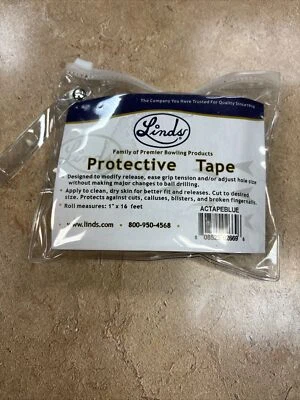 The Company You Have Trusted For Quality Since
Linds
Family of Premier Bowling Products
Protective Tape
Designed to modify release, ease grip tension and/or adjust hole size
without making major changes to ball drilling.
• Apply to clean, dry skin for better fit and releases. Cut to desired
size. Protects against cuts, calluses, blisters, and broken fingernails.
Roll measures: 1" x 16 feet
• www.linds.com • 800-950-4568 •
ACTAPEBLUE